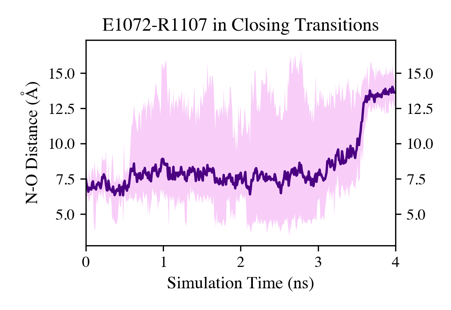 E1072-R1107 in Closing Transitions
N-O Distance (Å)
15.0
12.5
10.0
7.5
5.0
15.0
12.5
10.0
7.5
5.0
0 1 2 3 4
Simulation Time (ns)